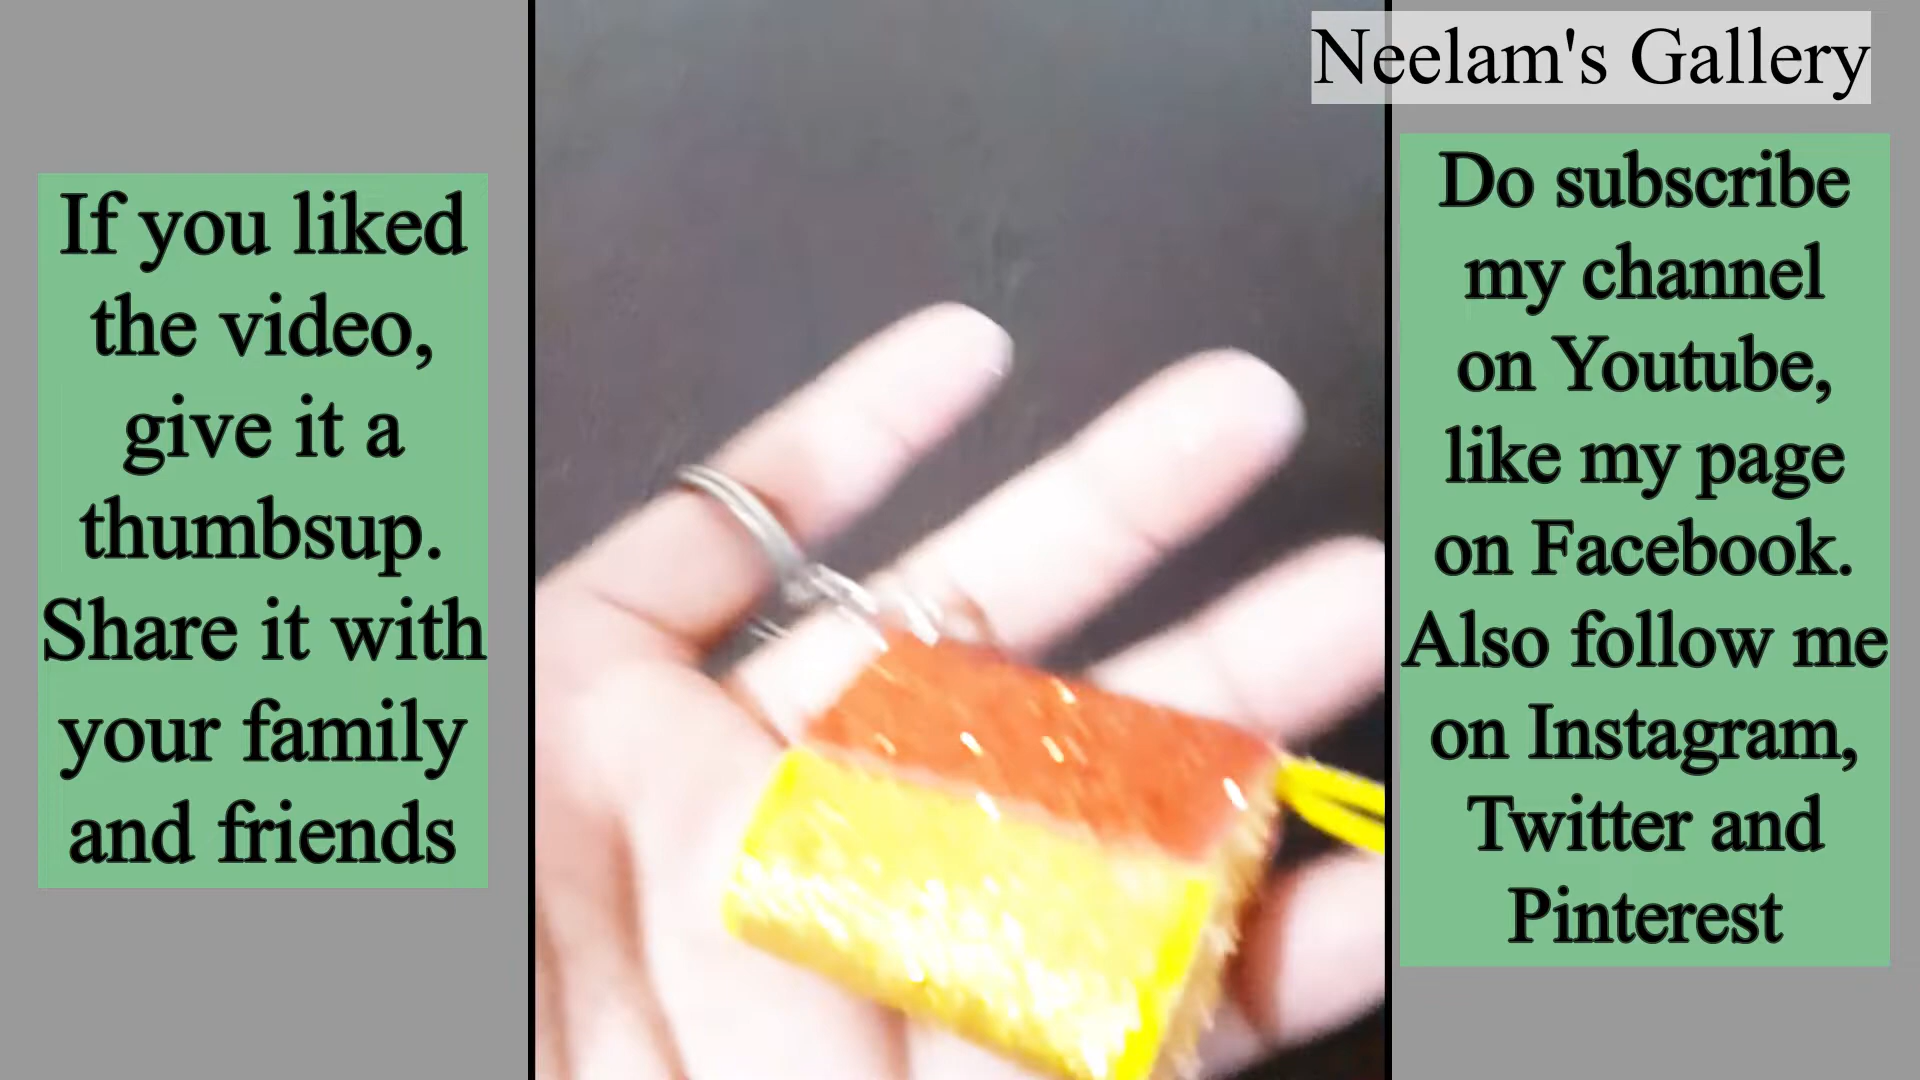 Neelam's Gallery
If you liked
the video,
give it a
thumbsup.
Share it with
your family
and friends
Do subscribe
my channel
on Youtube,
like my page
on Facebook.
Also follow me
on Instagram,
Twitter and
Pinterest